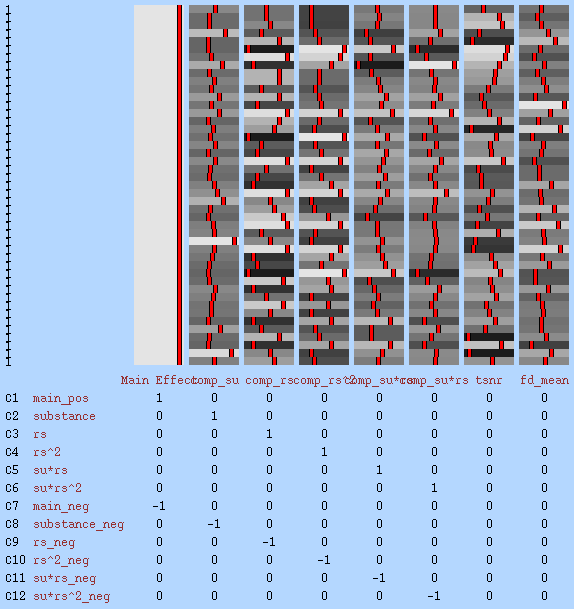 1
1
Main Effect comp_su comp_rs comp_rs^2 comp_su*rs comp_su*rs tsnr fd_mean
C1 main_pos 1 0 0 0 0 0 0 0
C2 substance 0 1 0 0 0 0 0 0
C3 rs 0 0 1 0 0 0 0 0
C4 rs^2 0 0 0 1 0 0 0 0
C5 su*rs 0 0 0 0 1 0 0 0
C6 su*rs^2 0 0 0 0 0 1 0 0
C7 main_neg -1 0 0 0 0 0 0 0
C8 substance_neg 0 -1 0 0 0 0 0 0
C9 rs_neg 0 0 -1 0 0 0 0 0
C10 rs^2_neg 0 0 0 -1 0 0 0 0
C11 su*rs_neg 0 0 0 0 -1 0 0 0
C12 su*rs^2_neg 0 0 0 0 0 -1 0 0